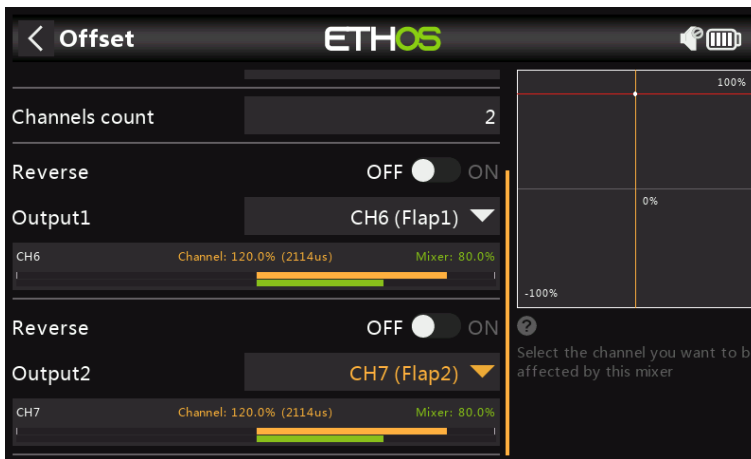 Offset
ETHOS
Channels count 2
Reverse OFF ON
Output1 CH6 (Flap1)
CH6 Channel: 120.0% (2114us) Mixer: 80.0%
Reverse OFF ON
Output2 CH7 (Flap2)
CH7 Channel: 120.0% (2114us) Mixer: 80.0%
100%
0%
-100%
?
Select the channel you want to b
affected by this mixer